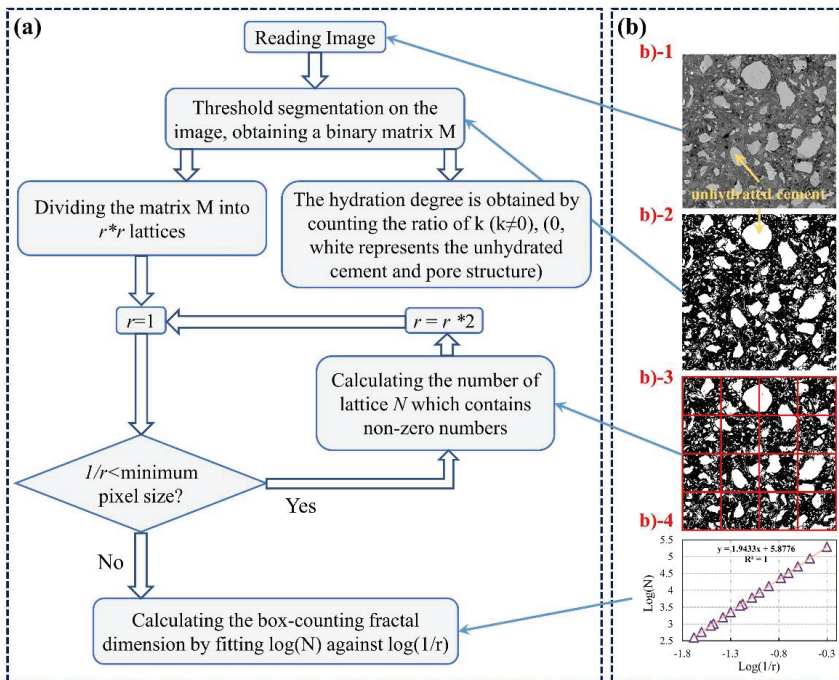 (a)
Reading Image
Threshold segmentation on the
image, obtaining a binary matrix M
Dividing the matrix M into
r*r lattices
The hydration degree is obtained by
counting the ratio of k (k≠0), (0,
white represents the unhydrated
cement and pore structure)
r=1
r = r *2
Calculating the number of
lattice N which contains
non-zero numbers
1/r<minimum
pixel size?
Yes
No
Calculating the box-counting fractal
dimension by fitting log(N) against log(1/r)
(b)
b)-1
unhydrated cement
b)-2
b)-3
b)-4
y = 1.9433x + 5.8776
R² = 1
Log(N)
5.5
5
4.5
4
3.5
3
2.5
-1.8
-1.3
-0.8
-0.3
Log(1/r)